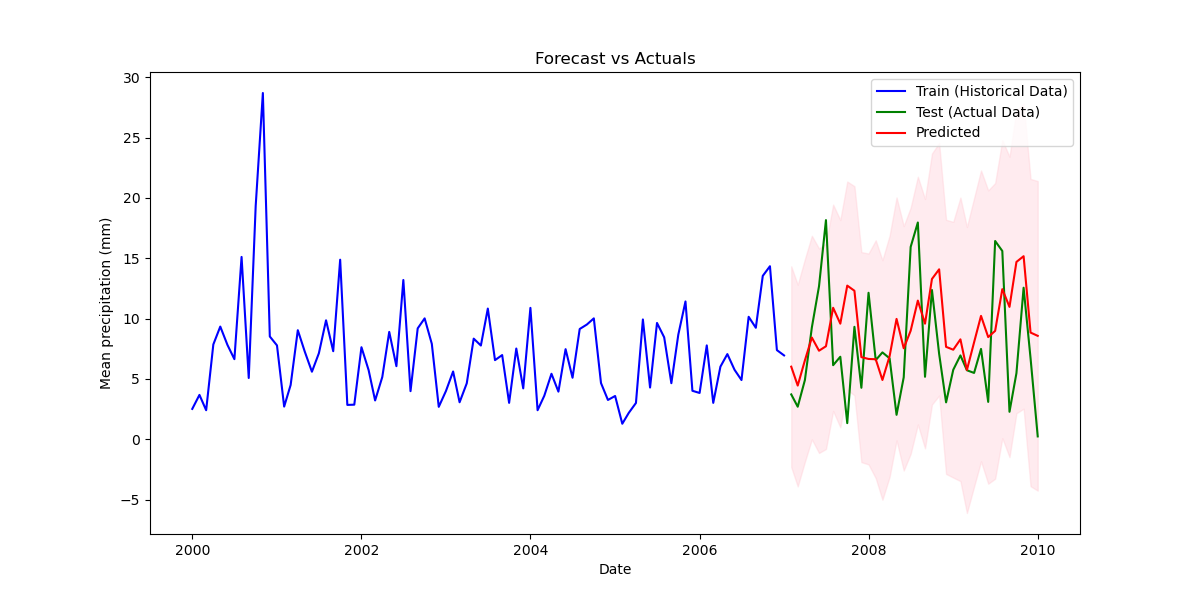 Forecast vs Actuals
30
25
20
15
10
5
0
−5
Mean precipitation (mm)
Train (Historical Data)
Test (Actual Data)
Predicted
2000
2002
2004
2006
2008
2010
Date